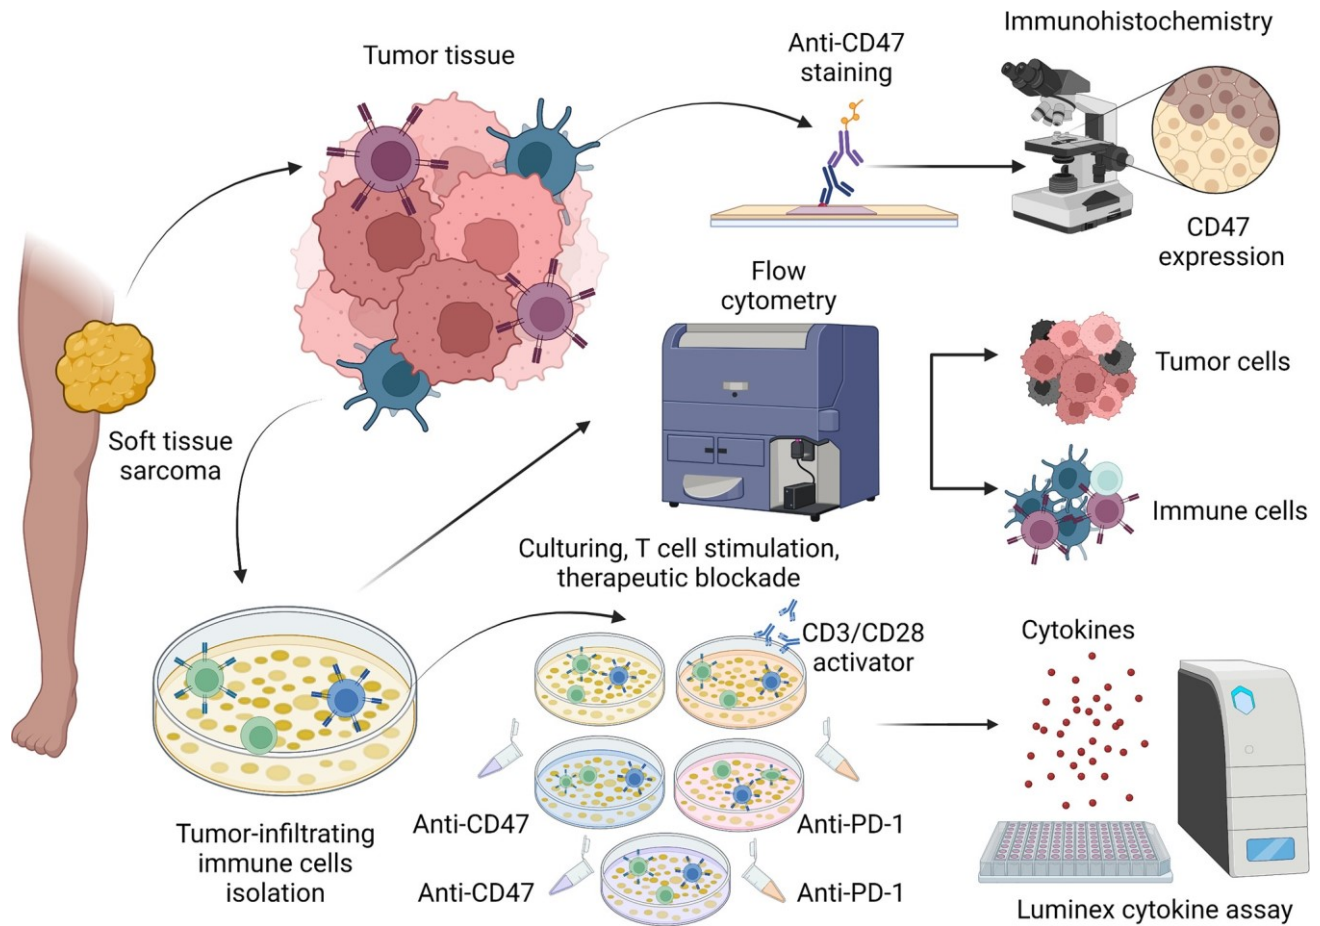 Tumor tissue
Anti-CD47
staining
Immunohistochemistry
CD47
expression
Soft tissue
sarcoma
Flow
cytometry
Tumor cells
Immune cells
Culturing, T cell stimulation,
therapeutic blockade
CD3/CD28
activator
Cytokines
Tumor-infiltrating
immune cells
isolation
Anti-CD47
Anti-PD-1
Anti-CD47
Anti-PD-1
Luminex cytokine assay